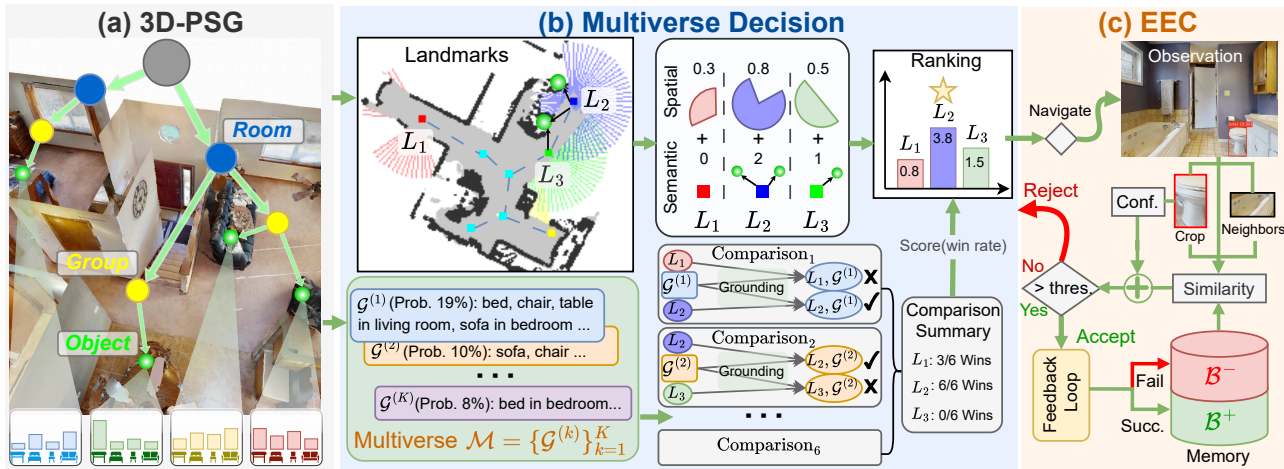 (a) 3D-PSG
Room
Group
Object
(b) Multiverse Decision
Landmarks
L₁
L₂
L₃
Spatial
0.3
0.8
0.5
+
+
+
Semantic
0
2
1
L₁
L₂
L₃
Ranking
L₁
L₂
L₃
0.8
3.8
1.5
Score(win rate)
𝒢⁽¹⁾(Prob. 19%): bed, chair, table
in living room, sofa in bedroom ...
𝒢⁽²⁾(Prob. 10%): sofa, chair ...
...
𝒢⁽ᴷ⁾(Prob. 8%): bed in bedroom...
Multiverse ℳ = {𝒢⁽ᵏ⁾}ᴷₖ₌₁
Comparison₁
L₁
𝒢⁽¹⁾
L₂
Grounding
L₁, 𝒢⁽¹⁾ ✗
L₂, 𝒢⁽¹⁾ ✓
Comparison₂
L₂
𝒢⁽²⁾
L₃
Grounding
L₂, 𝒢⁽²⁾ ✓
L₃, 𝒢⁽²⁾ ✗
...
Comparison₆
Comparison
Summary
L₁: 3/6 Wins
L₂: 6/6 Wins
L₃: 0/6 Wins
(c) EEC
Observation
Navigate
Reject
Conf.
Crop
Neighbors
No
> thres.
Yes
+
Similarity
Accept
Feedback
Loop
Fail
Succ.
ℬ⁻
ℬ⁺
Memory